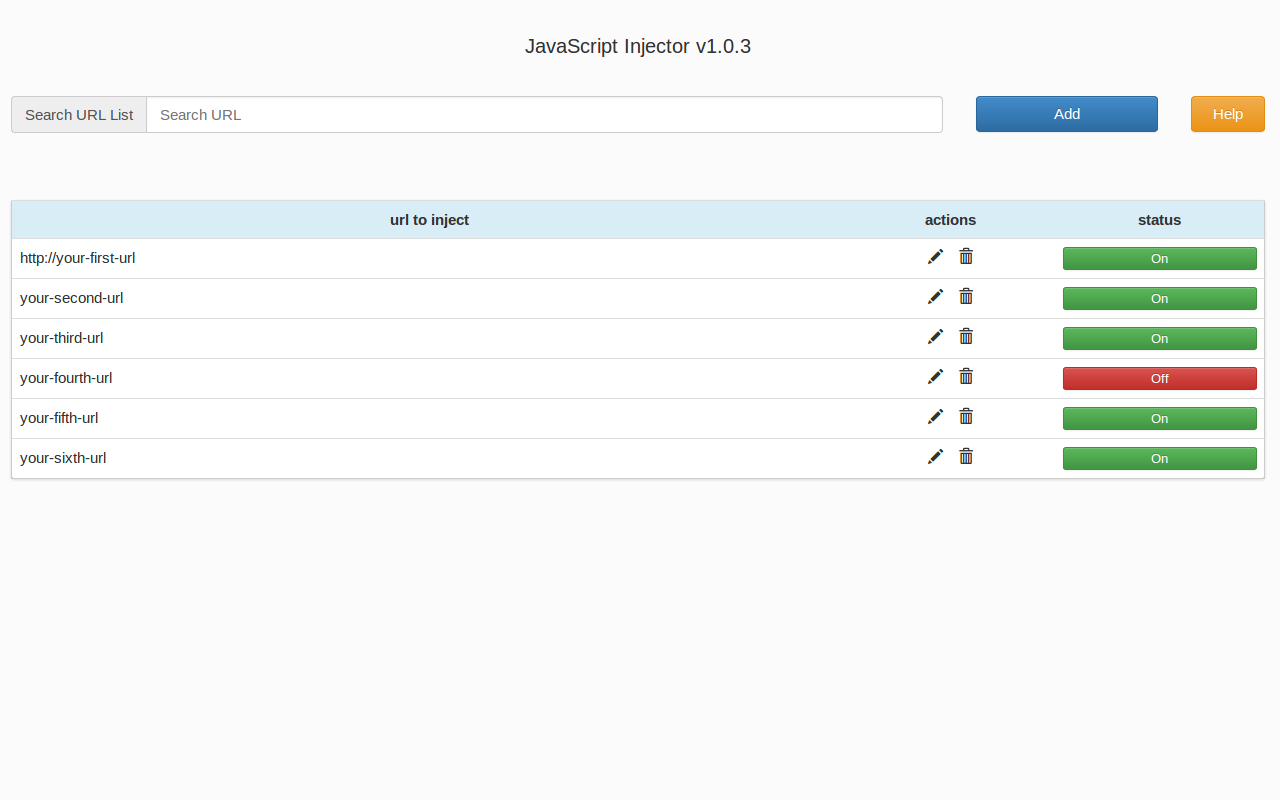 JavaScript Injector v1.0.3
Search URL List Search URL Add Help
url to inject actions status
http://your-first-url On
your-second-url On
your-third-url On
your-fourth-url Off
your-fifth-url On
your-sixth-url On